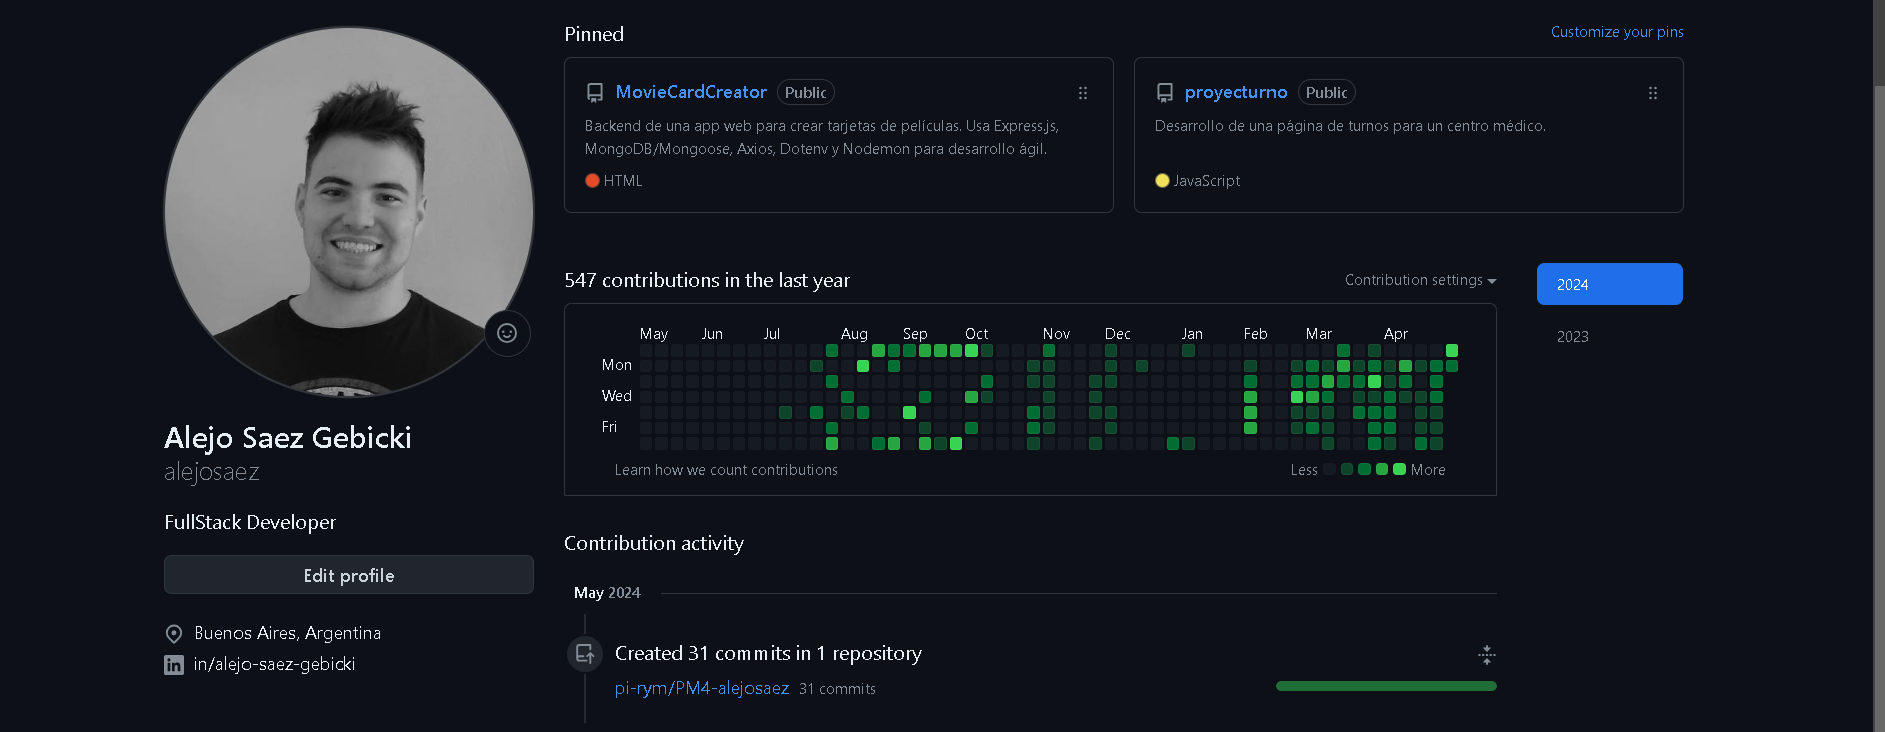 Alejo Saez Gebicki
alejosaez
FullStack Developer
Edit profile
Buenos Aires, Argentina
in/alejo-saez-gebicki
Pinned
Customize your pins
MovieCardCreator Public
Backend de una app web para crear tarjetas de películas. Usa Express.js,
MongoDB/Mongoose, Axios, Dotenv y Nodemon para desarrollo ágil.
HTML
proyecturno Public
Desarrollo de una página de turnos para un centro médico.
JavaScript
547 contributions in the last year
Contribution settings
2024
2023
May Jun Jul Aug Sep Oct Nov Dec Jan Feb Mar Apr
Mon
Wed
Fri
Learn how we count contributions
Less More
Contribution activity
May 2024
Created 31 commits in 1 repository
pi-rym/PM4-alejosaez 31 commits